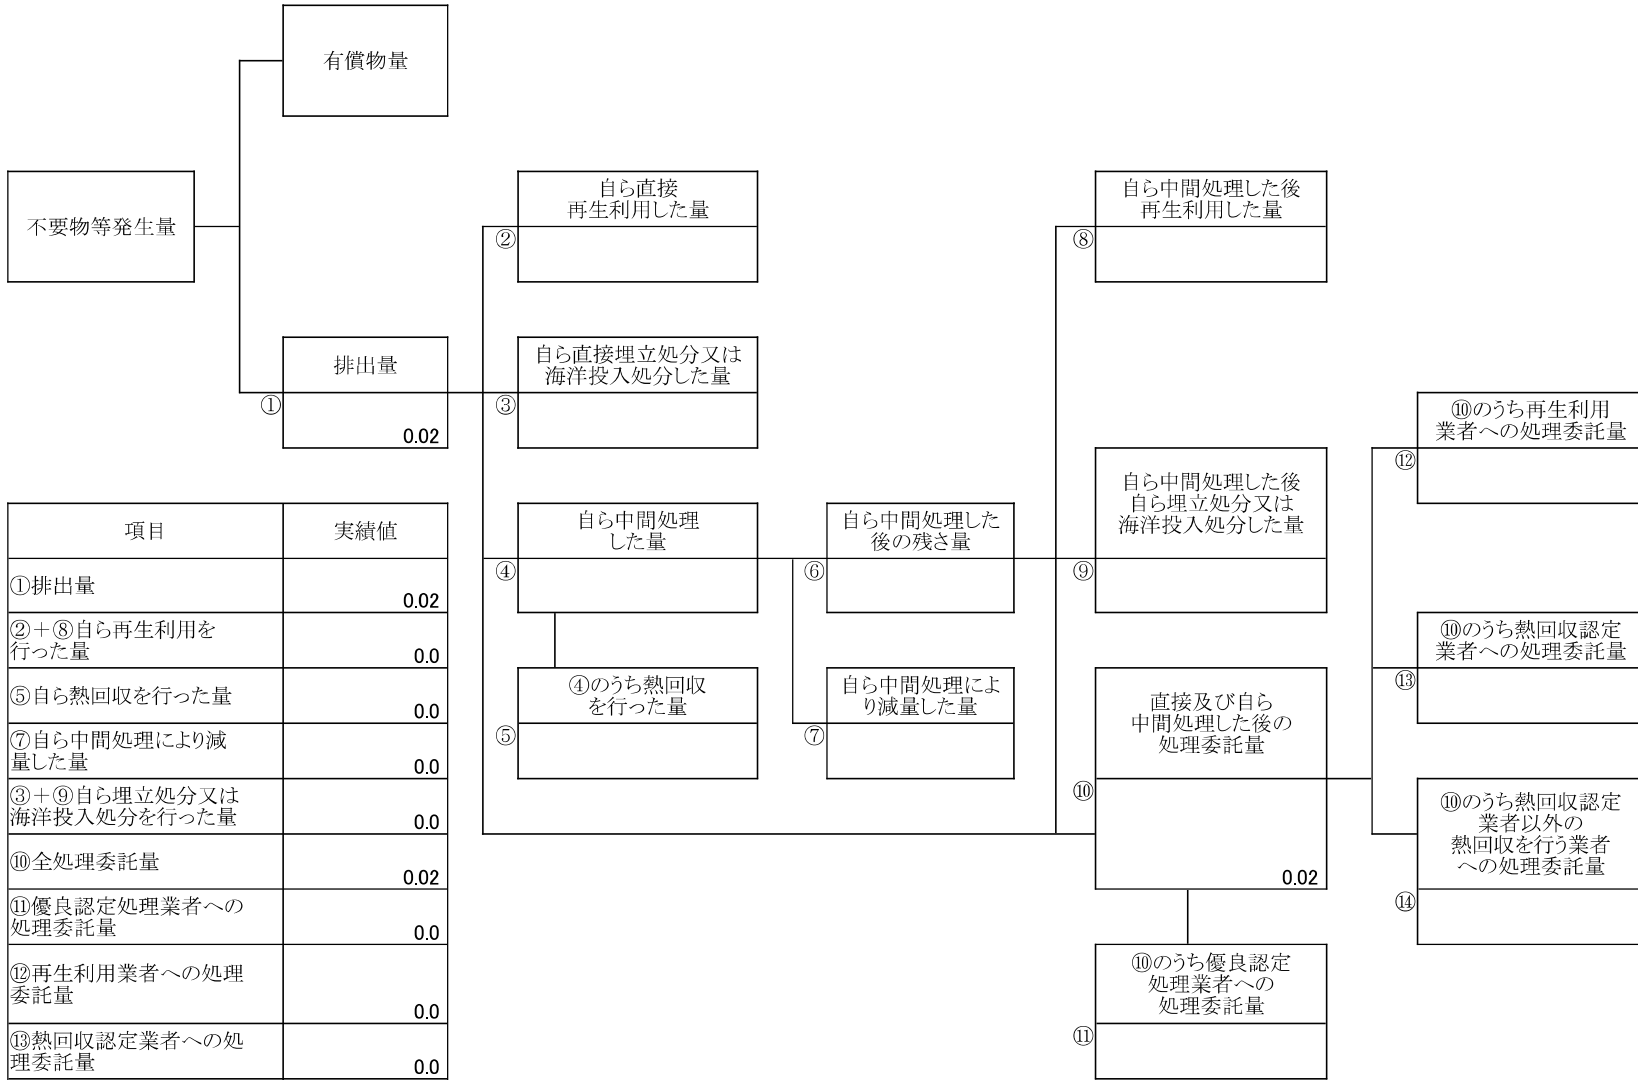 有償物量
不要物等発生量
自ら直接
再生利用した量
②
自ら中間処理した後
再生利用した量
⑧
排出量
①
0.02
自ら直接埋立処分又は
海洋投入処分した量
③
⑩のうち再生利用
業者への処理委託量
⑫
自ら中間処理
した量
④
自ら中間処理した
後の残さ量
⑥
自ら中間処理した後
自ら埋立処分又は
海洋投入処分した量
⑨
⑩のうち熱回収認定
業者への処理委託量
⑬
④のうち熱回収
を行った量
⑤
自ら中間処理によ
り減量した量
⑦
直接及び自ら
中間処理した後の
処理委託量
⑩
0.02
⑩のうち熱回収認定
業者以外の
熱回収を行う業者
への処理委託量
⑭
⑩のうち優良認定
処理業者への
処理委託量
⑪
項目
実績値
①排出量
0.02
②＋⑧自ら再生利用を
行った量
0.0
⑤自ら熱回収を行った量
0.0
⑦自ら中間処理により減
量した量
0.0
③＋⑨自ら埋立処分又は
海洋投入処分を行った量
0.0
⑩全処理委託量
0.02
⑪優良認定処理業者への
処理委託量
0.0
⑫再生利用業者への処理
委託量
0.0
⑬熱回収認定業者への処
理委託量
0.0